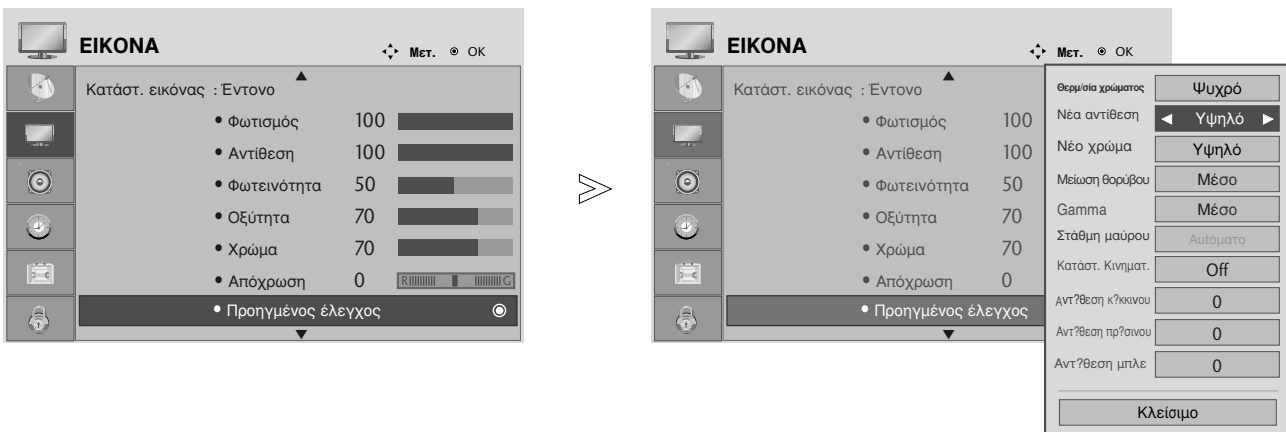 ΕΙΚΟΝΑ
Μετ. OK
Κατάστ. εικόνας : Έντονο
• Φωτισμός 100
• Αντίθεση 100
• Φωτεινότητα 50
• Οξύτητα 70
• Χρώμα 70
• Απόχρωση 0 R G
• Προηγμένος έλεγχος
ΕΙΚΟΝΑ
Μετ. OK
Κατάστ. εικόνας : Έντονο
• Φωτισμός 100
• Αντίθεση 100
• Φωτεινότητα 50
• Οξύτητα 70
• Χρώμα 70
• Απόχρωση 0
• Προηγμένος έλεγχος
Θερμ/σία χρώματος Ψυχρό
Νέα αντίθεση Υψηλό
Νέο χρώμα Υψηλό
Μείωση θορύβου Μέσο
Gamma Μέσο
Στάθμη μαύρου Αυtόματο
Κατάστ. Κινηματ. Off
Αντ?θεση κ?κκινου 0
Αντ?θεση πρ?σινου 0
Αντ?θεση μπλε 0
Κλείσιμο